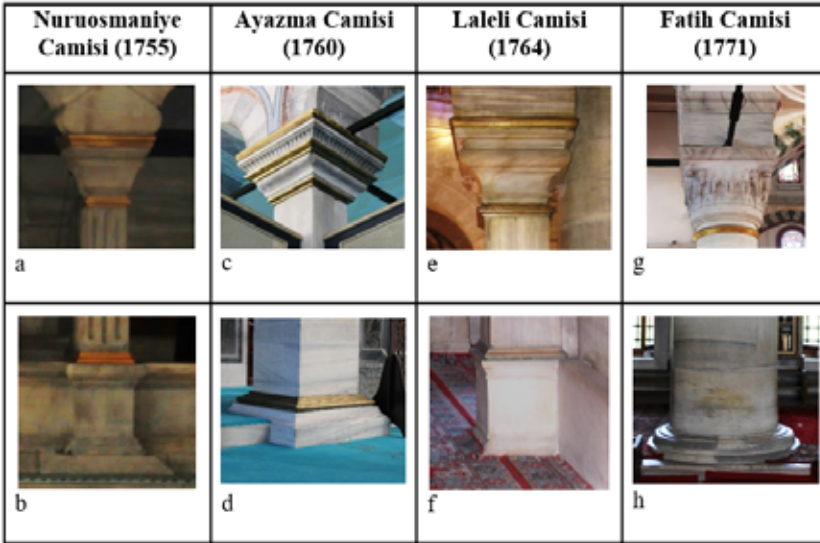 Nuruosmaniye
Camisi (1755)
Ayazma Camisi
(1760)
Laleli Camisi
(1764)
Fatih Camisi
(1771)
a
c
e
g
b
d
f
h